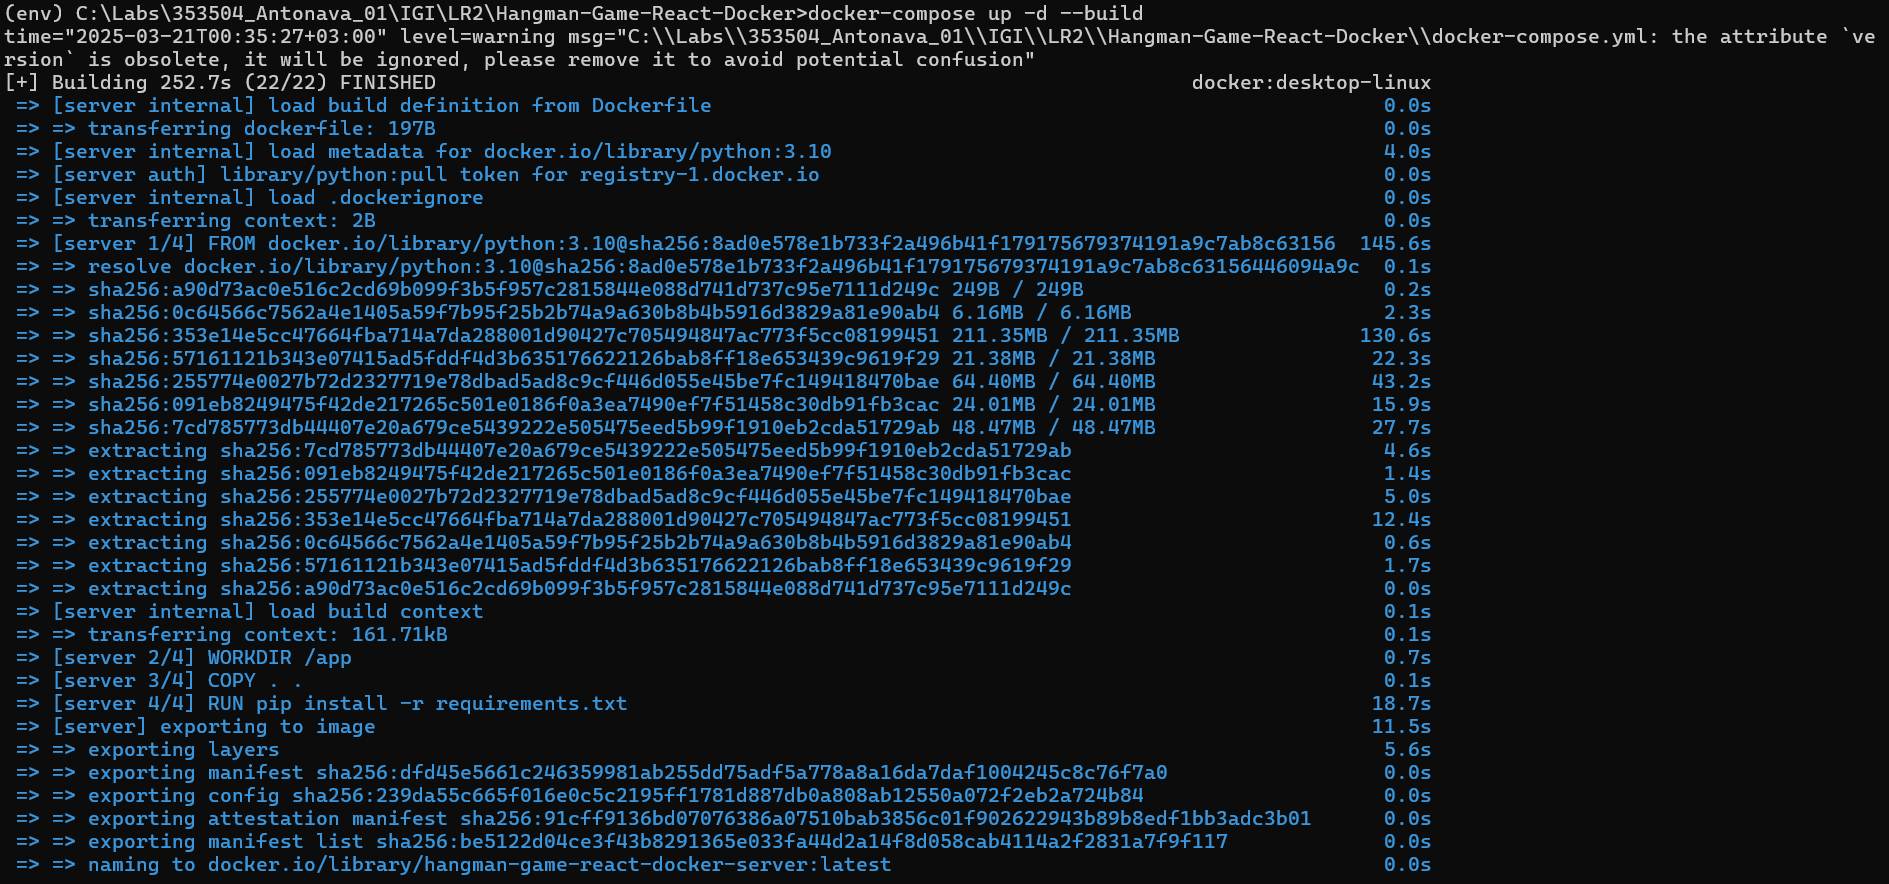 (env) C:\Labs\353504_Antonava_01\IGI\LR2\Hangman-Game-React-Docker>docker-compose up -d --build
time="2025-03-21T00:35:27+03:00" level=warning msg="C:\\Labs\\353504_Antonava_01\\IGI\\LR2\\Hangman-Game-React-Docker\\docker-compose.yml: the attribute `ve
rsion` is obsolete, it will be ignored, please remove it to avoid potential confusion"
[+] Building 252.7s (22/22) FINISHED docker:desktop-linux
=> [server internal] load build definition from Dockerfile 0.0s
=> => transferring dockerfile: 197B 0.0s
=> [server internal] load metadata for docker.io/library/python:3.10 4.0s
=> [server auth] library/python:pull token for registry-1.docker.io 0.0s
=> [server internal] load .dockerignore 0.0s
=> => transferring context: 2B 0.0s
=> [server 1/4] FROM docker.io/library/python:3.10@sha256:8ad0e578e1b733f2a496b41f179175679374191a9c7ab8c63156 145.6s
=> => resolve docker.io/library/python:3.10@sha256:8ad0e578e1b733f2a496b41f179175679374191a9c7ab8c63156446094a9c 0.1s
=> => sha256:a90d73ac0e516c2cd69b099f3b5f957c2815844e088d741d737c95e7111d249c 249B / 249B 0.2s
=> => sha256:0c64566c7562a4e1405a59f7b95f25b2b74a9a630b8b4b5916d3829a81e90ab4 6.16MB / 6.16MB 2.3s
=> => sha256:353e14e5cc47664fba714a7da288001d90427c705494847ac773f5cc08199451 211.35MB / 211.35MB 130.6s
=> => sha256:57161121b343e07415ad5fddf4d3b635176622126bab8ff18e653439c9619f29 21.38MB / 21.38MB 22.3s
=> => sha256:255774e0027b72d2327719e78dbad5ad8c9cf446d055e45be7fc149418470bae 64.40MB / 64.40MB 43.2s
=> => sha256:091eb8249475f42de217265c501e0186f0a3ea7490ef7f51458c30db91fb3cac 24.01MB / 24.01MB 15.9s
=> => sha256:7cd785773db44407e20a679ce5439222e505475eed5b99f1910eb2cda51729ab 48.47MB / 48.47MB 27.7s
=> => extracting sha256:7cd785773db44407e20a679ce5439222e505475eed5b99f1910eb2cda51729ab 4.6s
=> => extracting sha256:091eb8249475f42de217265c501e0186f0a3ea7490ef7f51458c30db91fb3cac 1.4s
=> => extracting sha256:255774e0027b72d2327719e78dbad5ad8c9cf446d055e45be7fc149418470bae 5.0s
=> => extracting sha256:353e14e5cc47664fba714a7da288001d90427c705494847ac773f5cc08199451 12.4s
=> => extracting sha256:0c64566c7562a4e1405a59f7b95f25b2b74a9a630b8b4b5916d3829a81e90ab4 0.6s
=> => extracting sha256:57161121b343e07415ad5fddf4d3b635176622126bab8ff18e653439c9619f29 1.7s
=> => extracting sha256:a90d73ac0e516c2cd69b099f3b5f957c2815844e088d741d737c95e7111d249c 0.0s
=> [server internal] load build context 0.1s
=> => transferring context: 161.71kB 0.1s
=> [server 2/4] WORKDIR /app 0.7s
=> [server 3/4] COPY . . 0.1s
=> [server 4/4] RUN pip install -r requirements.txt 18.7s
=> [server] exporting to image 11.5s
=> => exporting layers 5.6s
=> => exporting manifest sha256:dfd45e5661c246359981ab255dd75adf5a778a8a16da7daf1004245c8c76f7a0 0.0s
=> => exporting config sha256:239da55c665f016e0c5c2195ff1781d887db0a808ab12550a072f2eb2a724b84 0.0s
=> => exporting attestation manifest sha256:91cff9136bd07076386a07510bab3856c01f902622943b89b8edf1bb3adc3b01 0.0s
=> => exporting manifest list sha256:be5122d04ce3f43b8291365e033fa44d2a14f8d058cab4114a2f2831a7f9f117 0.0s
=> => naming to docker.io/library/hangman-game-react-docker-server:latest 0.0s